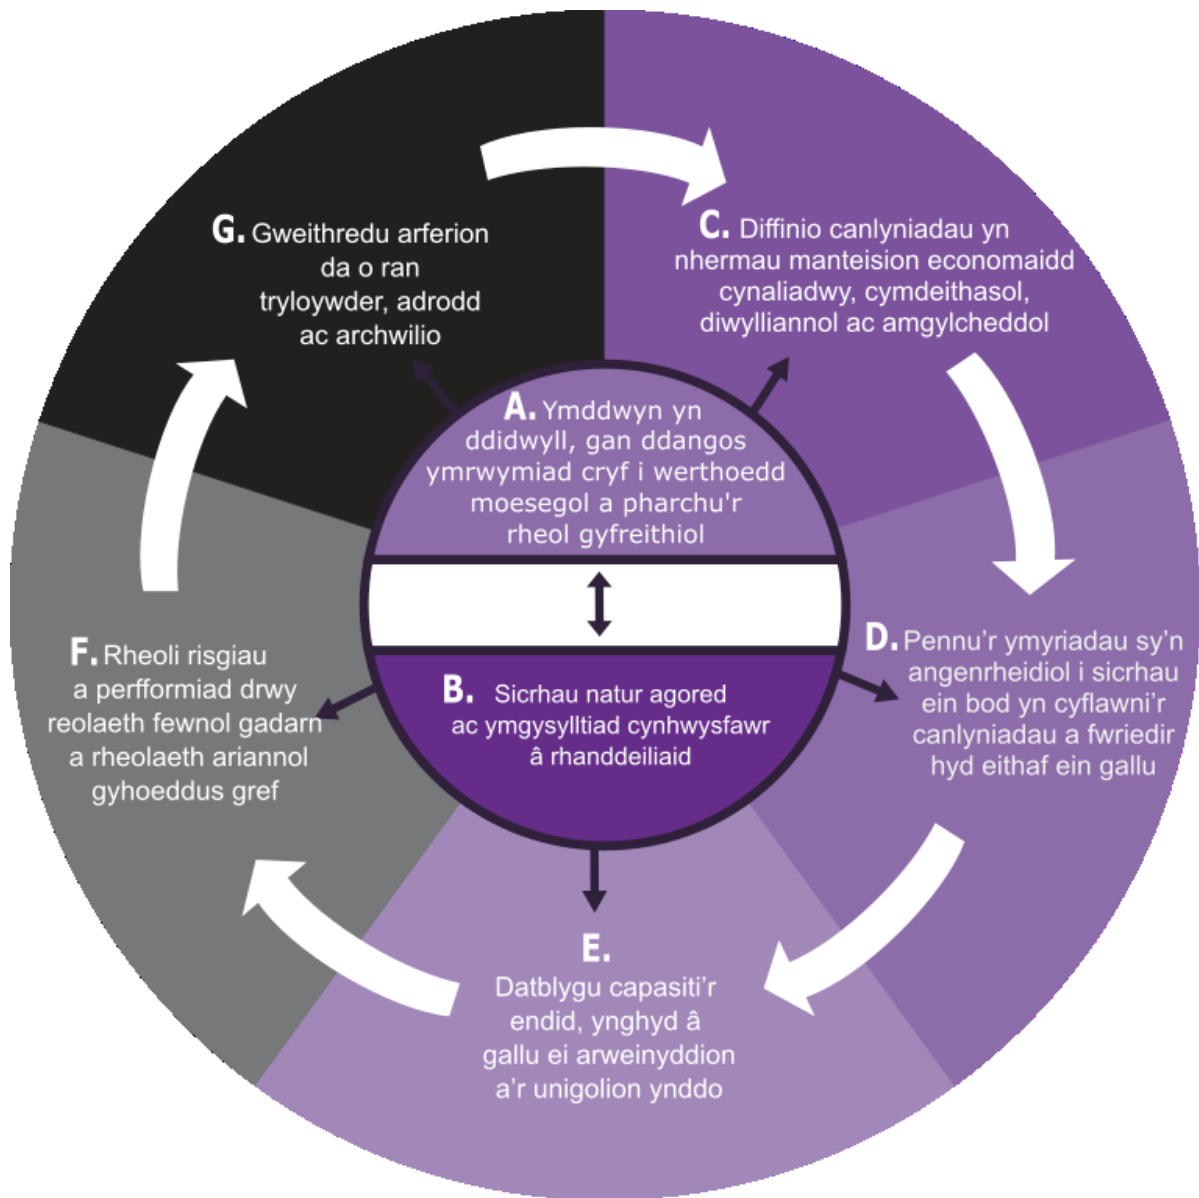 A. Ymddwyn yn
ddidwyll, gan ddangos
ymrwymiad cryf i werthoedd
moesegol a pharchu'r
rheol gyfreithiol
B. Sicrhau natur agored
ac ymgysylltiad cynhwysfawr
â rhanddeiliaid
C. Diffinio canlyniadau yn
nhermau manteision economaidd
cynaliadwy, cymdeithasol,
diwylliannol ac amgylcheddol
D. Pennu’r ymyriadau sy’n
angenrheidiol i sicrhau
ein bod yn cyflawni’r
canlyniadau a fwriedir
hyd eithaf ein gallu
E.
Datblygu capasiti’r
endid, ynghyd â
gallu ei arweinyddion
a’r unigolion ynddo
F. Rheoli risgiau
a perfformiad drwy
reolaeth fewnol gadarn
a rheolaeth ariannol
gyhoeddus gref
G. Gweithredu arferion
da o ran
tryloywder, adrodd
ac archwilio